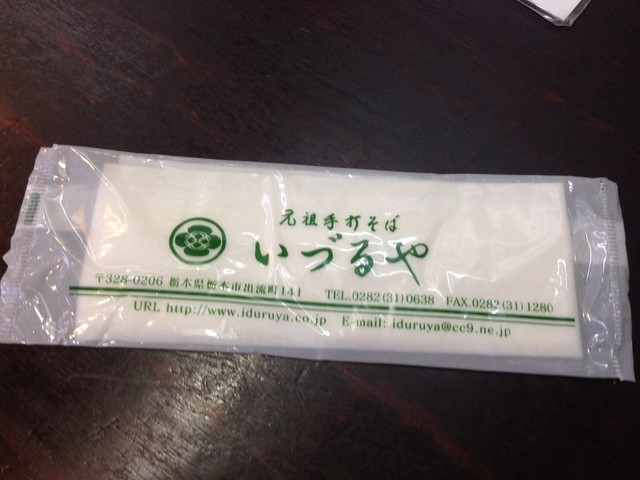 元祖手打そば
いづるや
〒328-0206 栃木県栃木市出流町141 TEL.0282(31)0638 FAX.0282(31)1280
URL http://www.iduruya.co.jp E-mail: iduruya@cc9.ne.jp